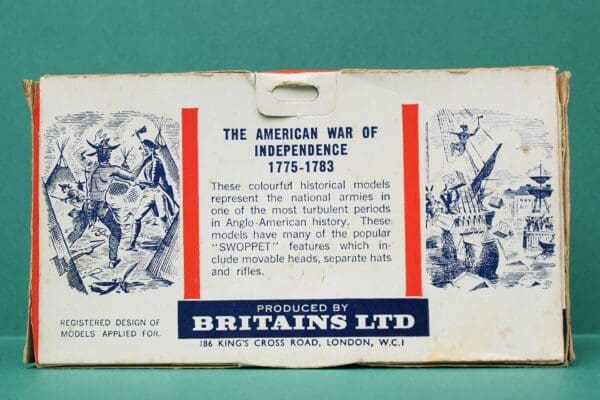 THE AMERICAN WAR OF
INDEPENDENCE
1775-1783
These colourful historical models
represent the national armies in
one of the most turbulent periods
in Anglo-American history. These
models have many of the popular
"SWOPPET" features which in-
clude movable heads, separate hats
and rifles.
REGISTERED DESIGN OF
MODELS APPLIED FOR.
PRODUCED BY
BRITAINS LTD
186 KING'S CROSS ROAD, LONDON, W.C.I